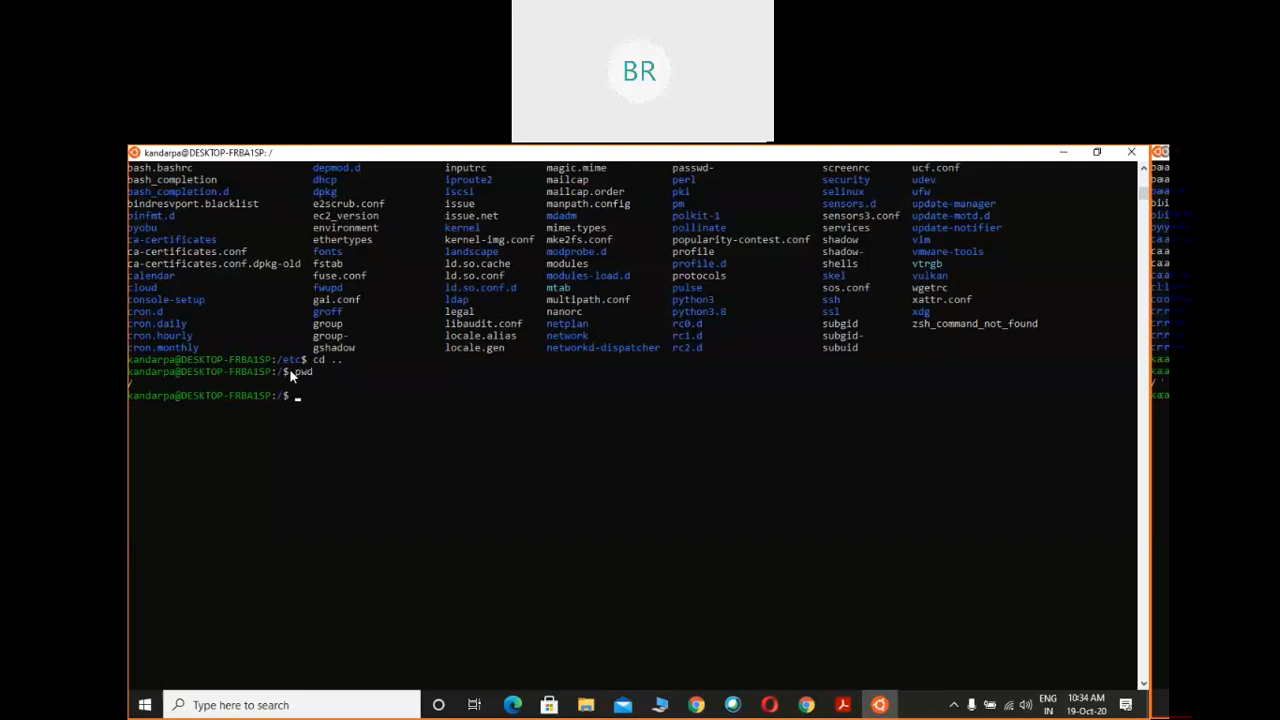 BR
kandarpa@DESKTOP-FRBA1SP: /
bash.bashrc depmod.d inputrc magic.mime passwd- screenrc ucf.conf
bash_completion dhcp iproute2 mailcap perl security udev
bash_completion.d dpkg iscsi mailcap.order pki selinux ufw
bindresvport.blacklist e2scrub.conf issue manpath.config pm sensors.d update-manager
binfmt.d ec2_version issue.net mdadm polkit-1 sensors3.conf update-motd.d
byobu environment kernel mime.types pollinate services update-notifier
ca-certificates ethertypes kernel-img.conf mke2fs.conf popularity-contest.conf shadow vim
ca-certificates.conf fonts landscape modprobe.d profile shadow- vmware-tools
ca-certificates.conf.dpkg-old fstab ld.so.cache modules profile.d shells vtrgb
calendar fuse.conf ld.so.conf modules-load.d protocols skel vulkan
cloud fwupd ld.so.conf.d mtab pulse sos.conf wgetrc
console-setup gai.conf ldap multipath.conf python3 ssh xattr.conf
cron.d groff legal nanorc python3.8 ssl xdg
cron.daily group libaudit.conf netplan rc0.d subgid zsh_command_not_found
cron.hourly group- locale.alias network rc1.d subgid-
cron.monthly gshadow locale.gen networkd-dispatcher rc2.d subuid
kandarpa@DESKTOP-FRBA1SP:/etc$ cd ..
kandarpa@DESKTOP-FRBA1SP:/$ pwd
/
kandarpa@DESKTOP-FRBA1SP:/$
Type here to search
ENG
IN
10:34 AM
19-Oct-20